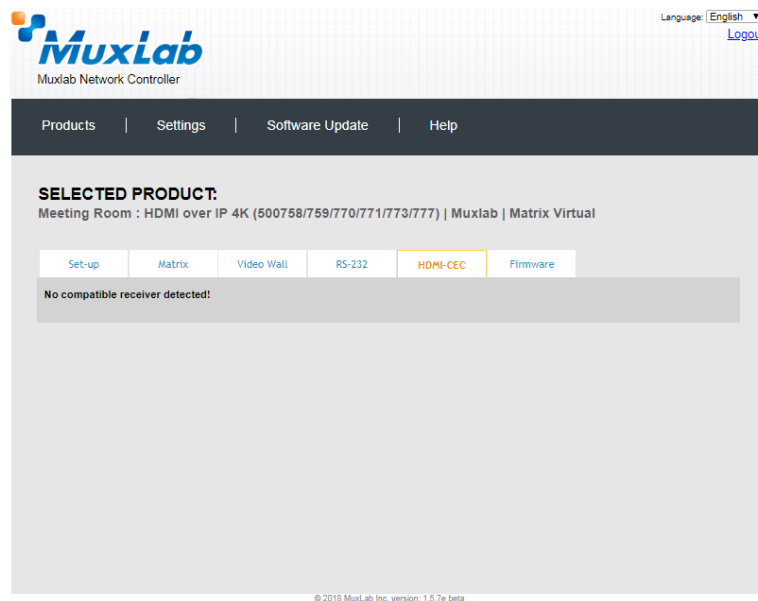 Language: English
Logou
MuxLab
Muxlab Network Controller
Products | Settings | Software Update | Help
SELECTED PRODUCT:
Meeting Room : HDMI over IP 4K (500758/759/770/771/773/777) | Muxlab | Matrix Virtual
Set-up Matrix Video Wall RS-232 HDMI-CEC Firmware
No compatible receiver detected!
© 2018 MuxLab Inc. version: 1.5.7e beta